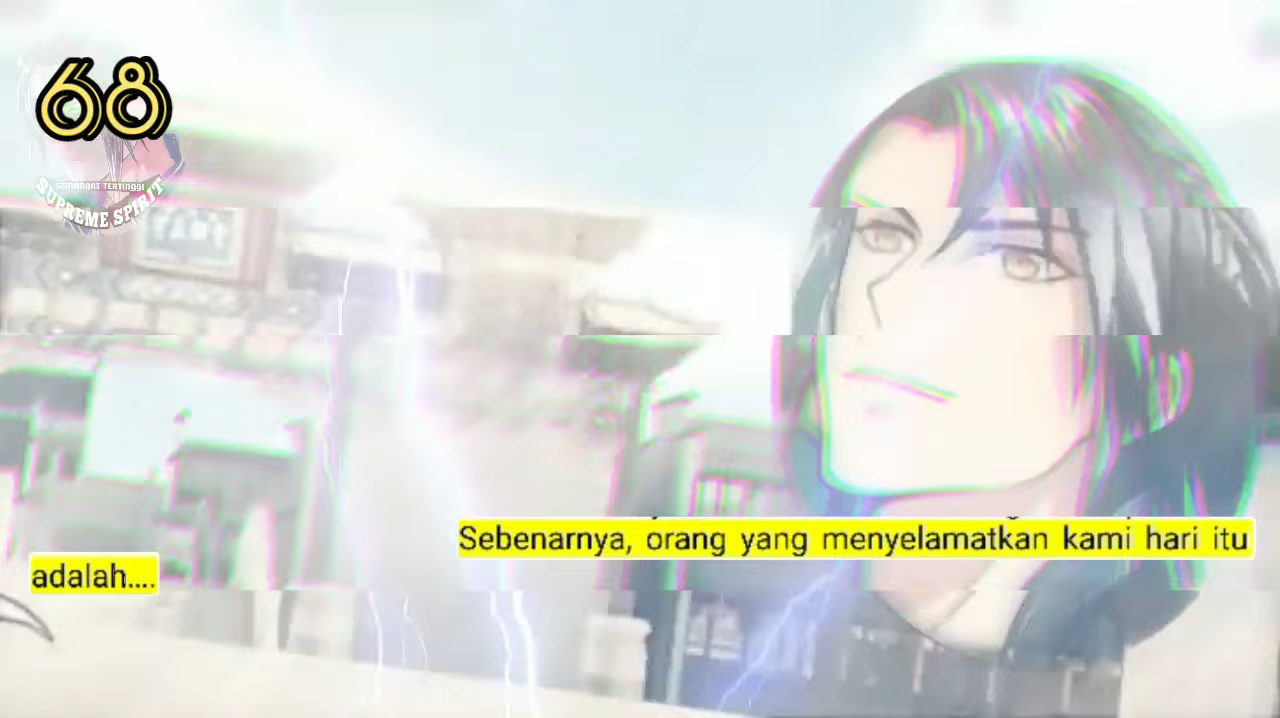 68
SEMANGAT TERTINGGI
SUPREME SPIRIT
Sebenarnya, orang yang menyelamatkan kami hari itu
adalah....